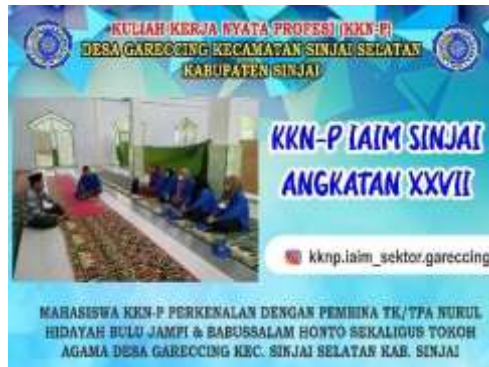 KULIAH KERJA NYATA PROFESI (KKN-P)
DESA GARECCING KECAMATAN SINJAI SELATAN
KABUPATEN SINJAI
KKN-P IAIM SINJAI
ANGKATAN XXVII
kknp.iaim_sektor.gareccing
MAHASISWA KKN-P PERKENALAN DENGAN PEMBINA TK/TPA NURUL
HIDAYAH BULU JAMPI & BABUSSALAM HONTO SEKALIGUS TOKOH
AGAMA DESA GARECCING KEC. SINJAI SELATAN KAB. SINJAI